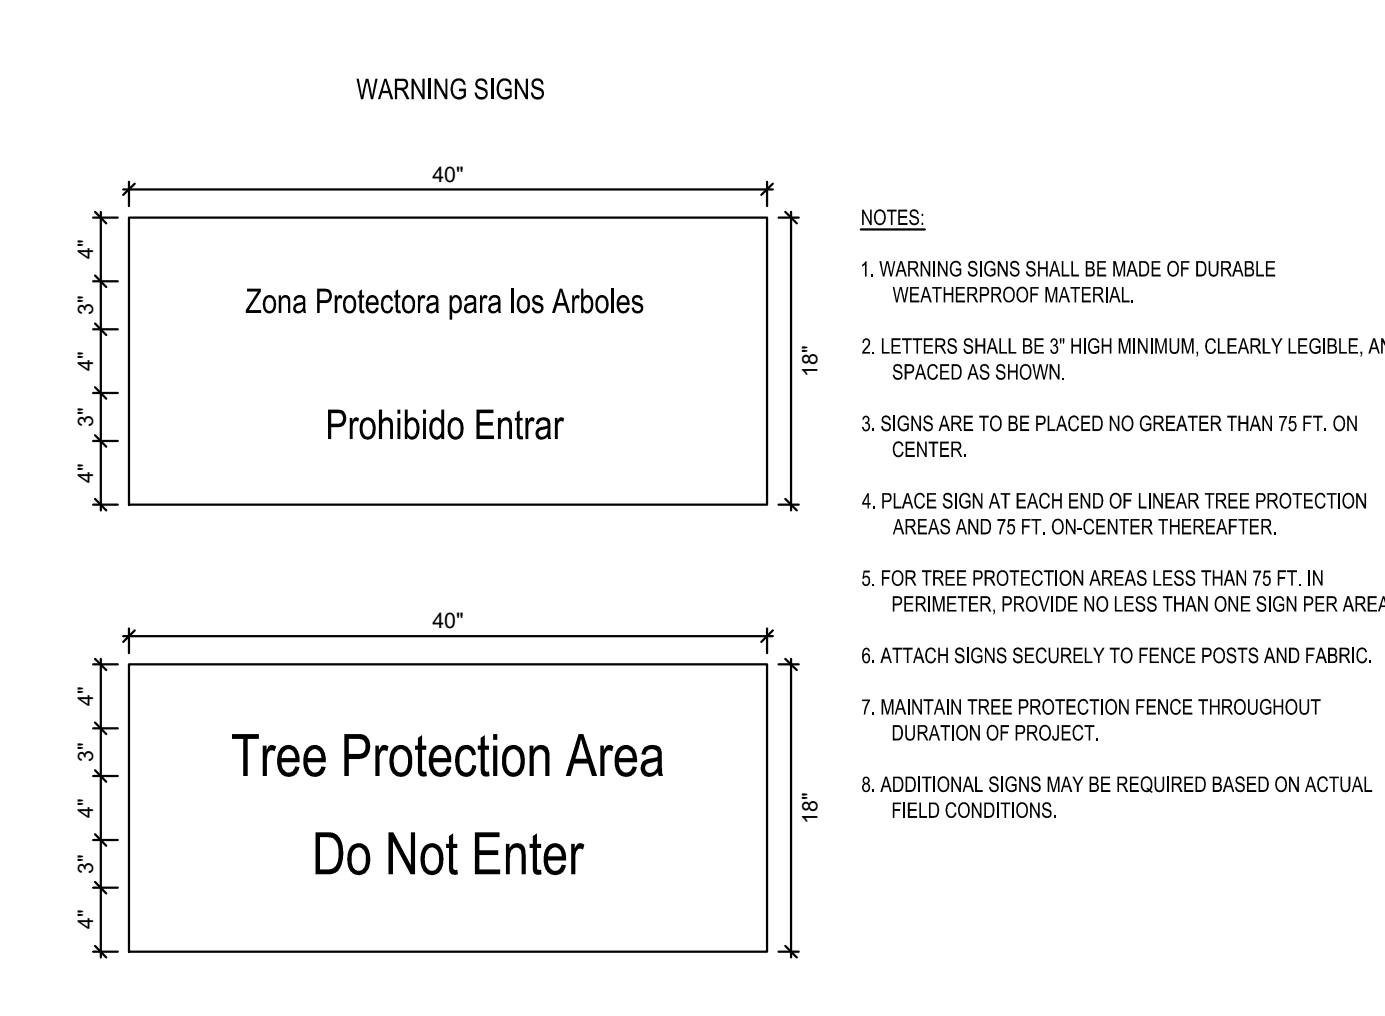 WARNING SIGNS
40"
4"
3"
4"
3"
4"
Zona Protectora para los Arboles
Prohibido Entrar
18"
40"
4"
3"
4"
3"
4"
Tree Protection Area
Do Not Enter
18"
NOTES:
1. WARNING SIGNS SHALL BE MADE OF DURABLE
WEATHERPROOF MATERIAL.
2. LETTERS SHALL BE 3" HIGH MINIMUM, CLEARLY LEGIBLE,
SPACED AS SHOWN.
3. SIGNS ARE TO BE PLACED NO GREATER THAN 75 FT. ON
CENTER.
4. PLACE SIGN AT EACH END OF LINEAR TREE PROTECTION
AREAS AND 75 FT. ON-CENTER THEREAFTER.
5. FOR TREE PROTECTION AREAS LESS THAN 75 FT. IN
PERIMETER, PROVIDE NO LESS THAN ONE SIGN PER AREA
6. ATTACH SIGNS SECURELY TO FENCE POSTS AND FABRIC.
7. MAINTAIN TREE PROTECTION FENCE THROUGHOUT
DURATION OF PROJECT.
8. ADDITIONAL SIGNS MAY BE REQUIRED BASED ON ACTUAL
FIELD CONDITIONS.